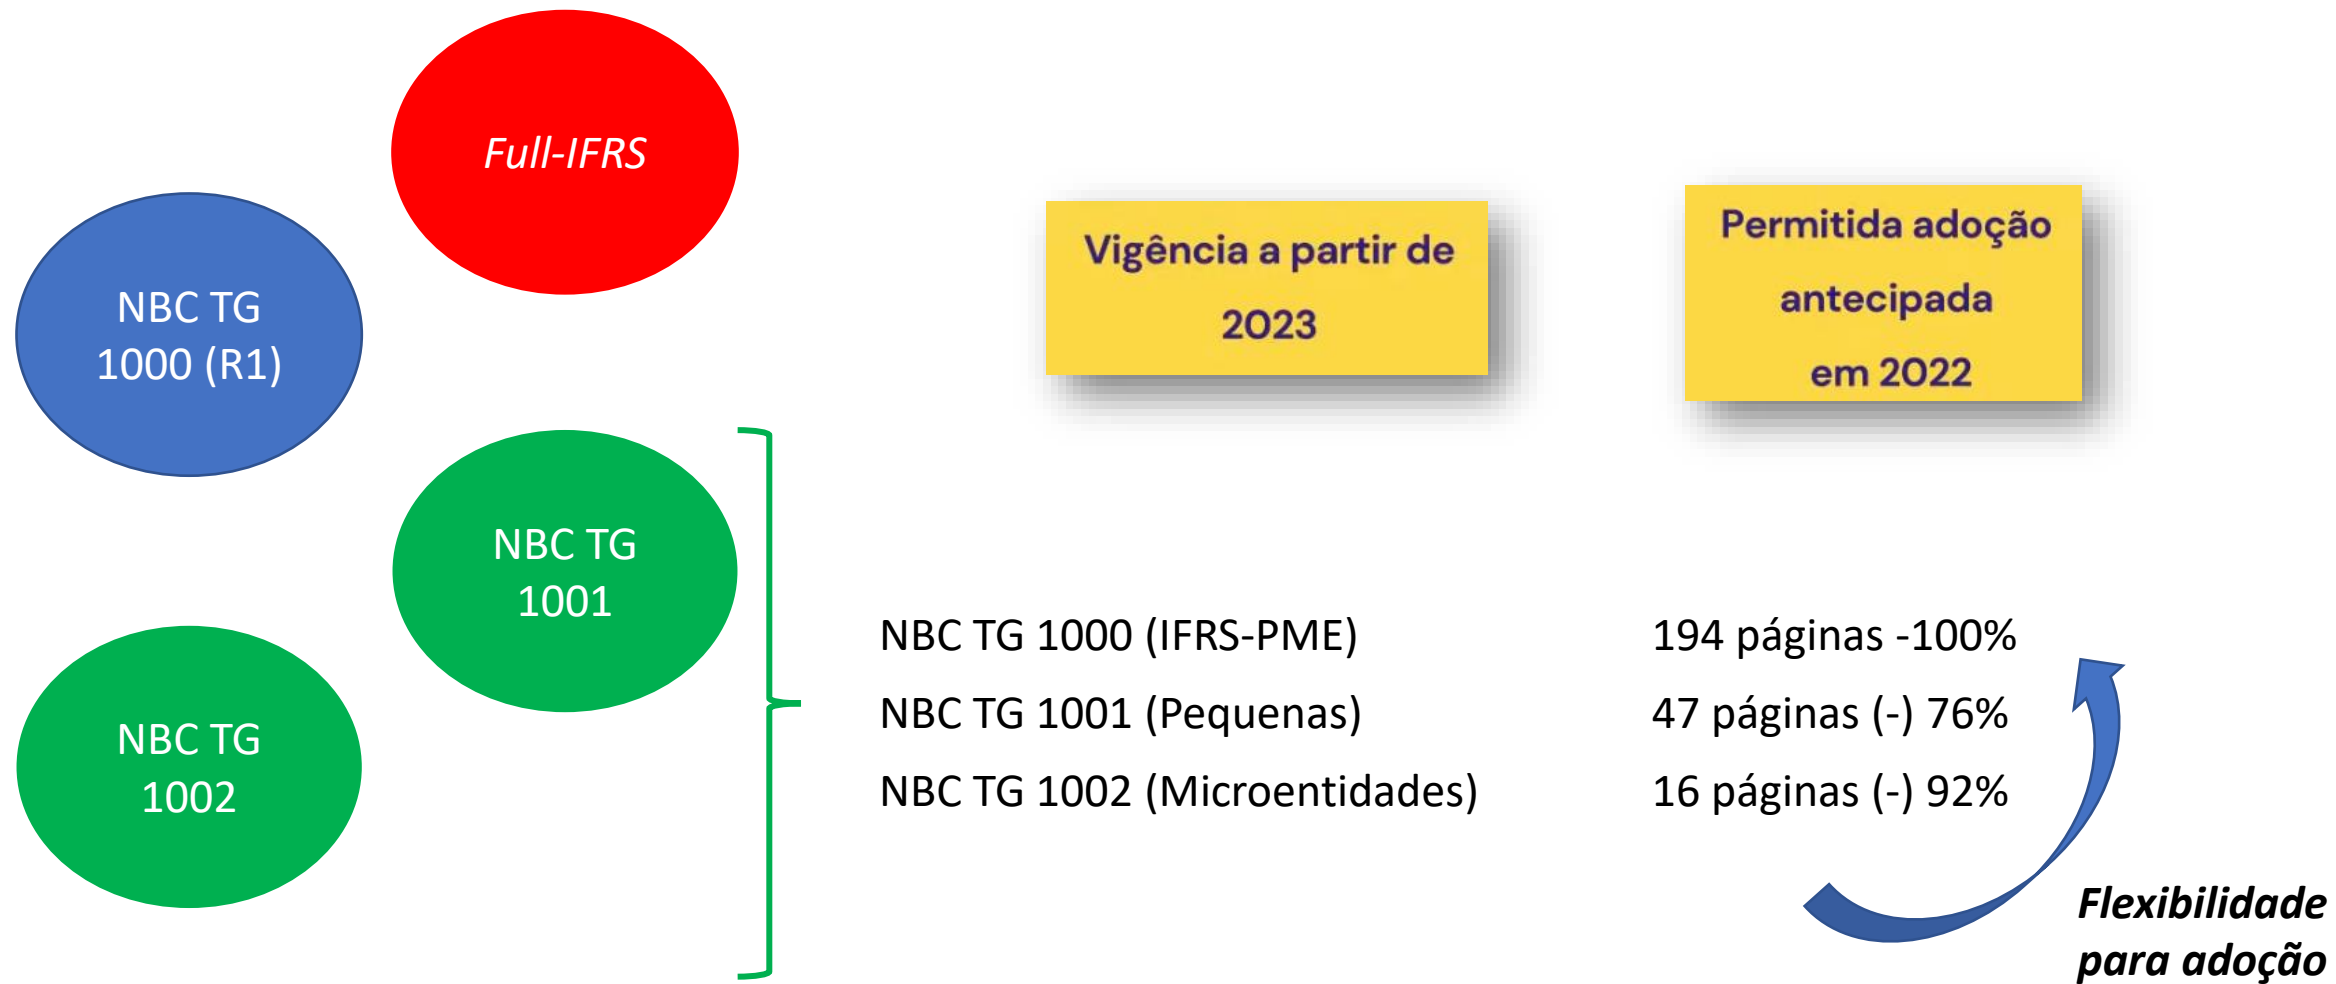 Full-IFRS
NBC TG
1000 (R1)
Vigência a partir de
2023
Permitida adoção
antecipada
em 2022
NBC TG
1001
NBC TG
1002
NBC TG 1000 (IFRS-PME) 194 páginas -100%
NBC TG 1001 (Pequenas) 47 páginas (-) 76%
NBC TG 1002 (Microentidades) 16 páginas (-) 92%
Flexibilidade
para adoção